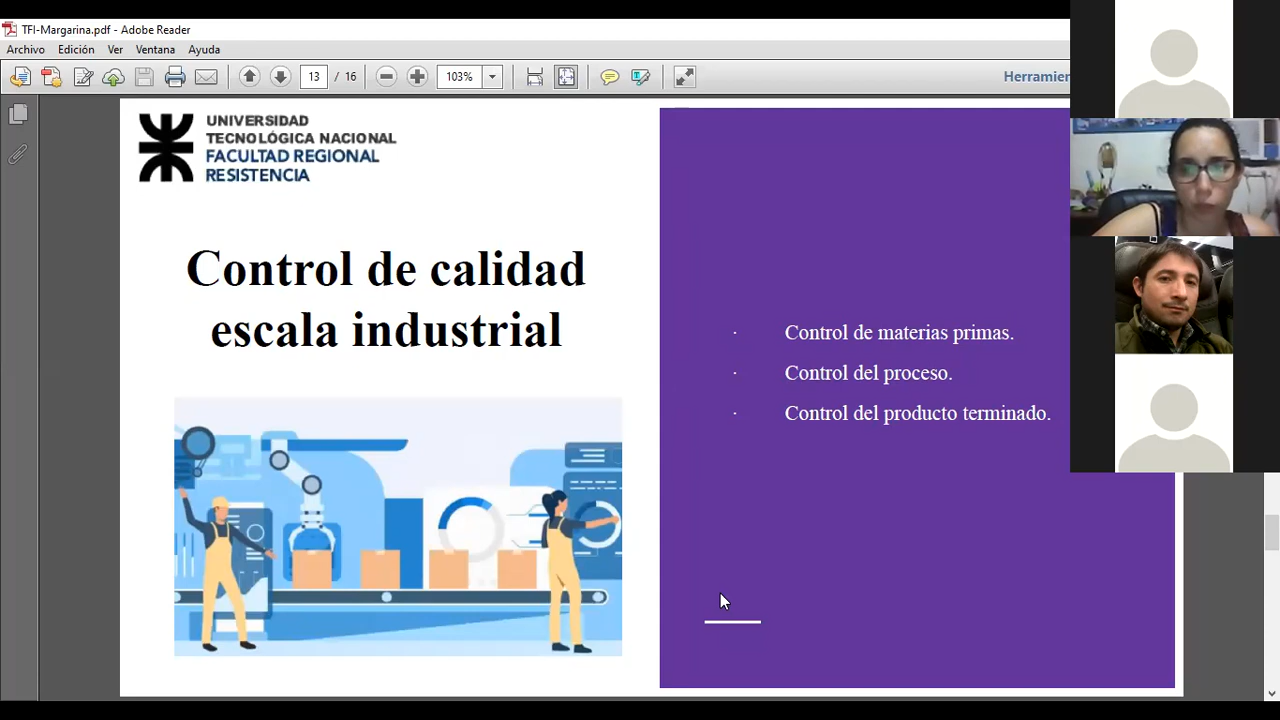 TFI-Margarina.pdf - Adobe Reader
Archivo Edición Ver Ventana Ayuda
13 / 16 103% Herramien
UNIVERSIDAD
TECNOLÓGICA NACIONAL
FACULTAD REGIONAL
RESISTENCIA
Control de calidad
escala industrial
· Control de materias primas.
· Control del proceso.
· Control del producto terminado.